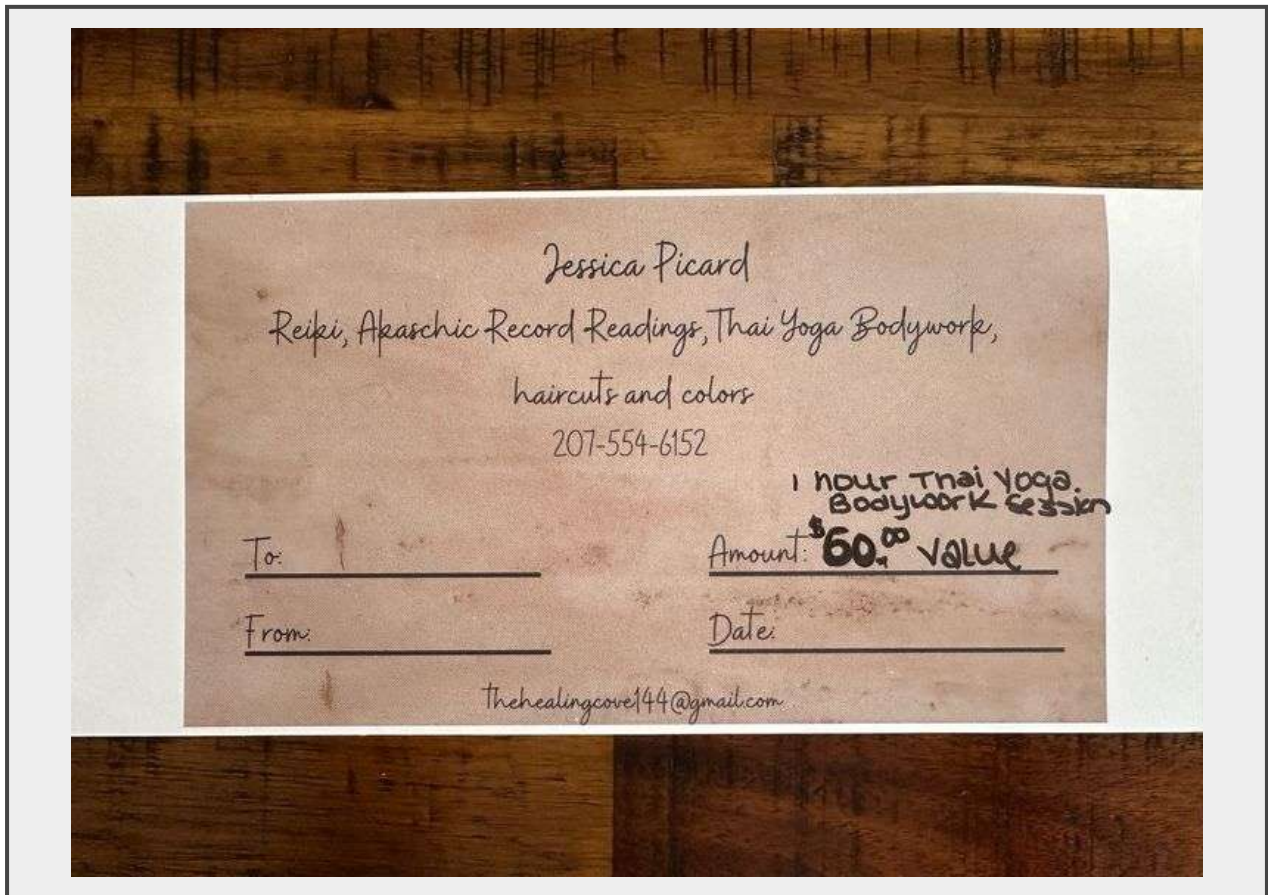 Jessica Picard
Reiki, Akaschic Record Readings, Thai Yoga Bodywork,
haircuts and colors
207-554-6152
1 hour Thai Yoga.
Bodywork Session
To:
Amount: $60.00 value
From:
Date:
thehealingcove144@gmail.com